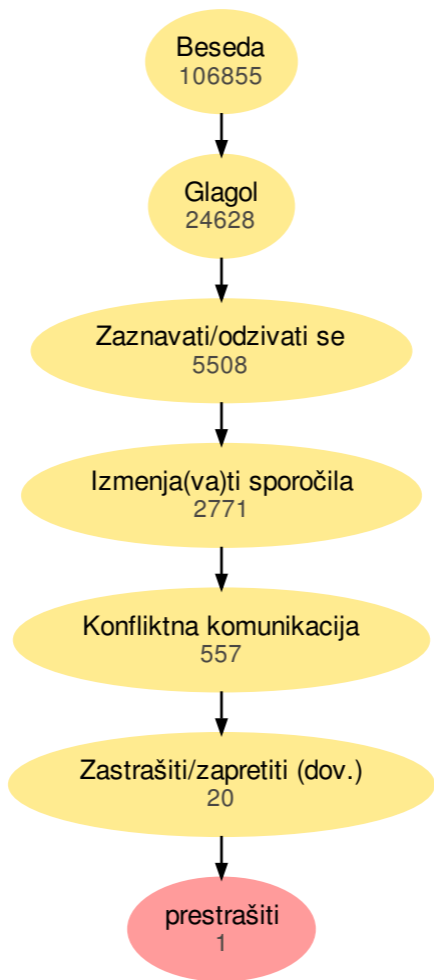 Beseda
106855
Glagol
24628
Zaznavati/odzivati se
5508
Izmenja(va)ti sporočila
2771
Konfliktna komunikacija
557
Zastrašiti/zapretiti (dov.)
20
prestrašiti
1